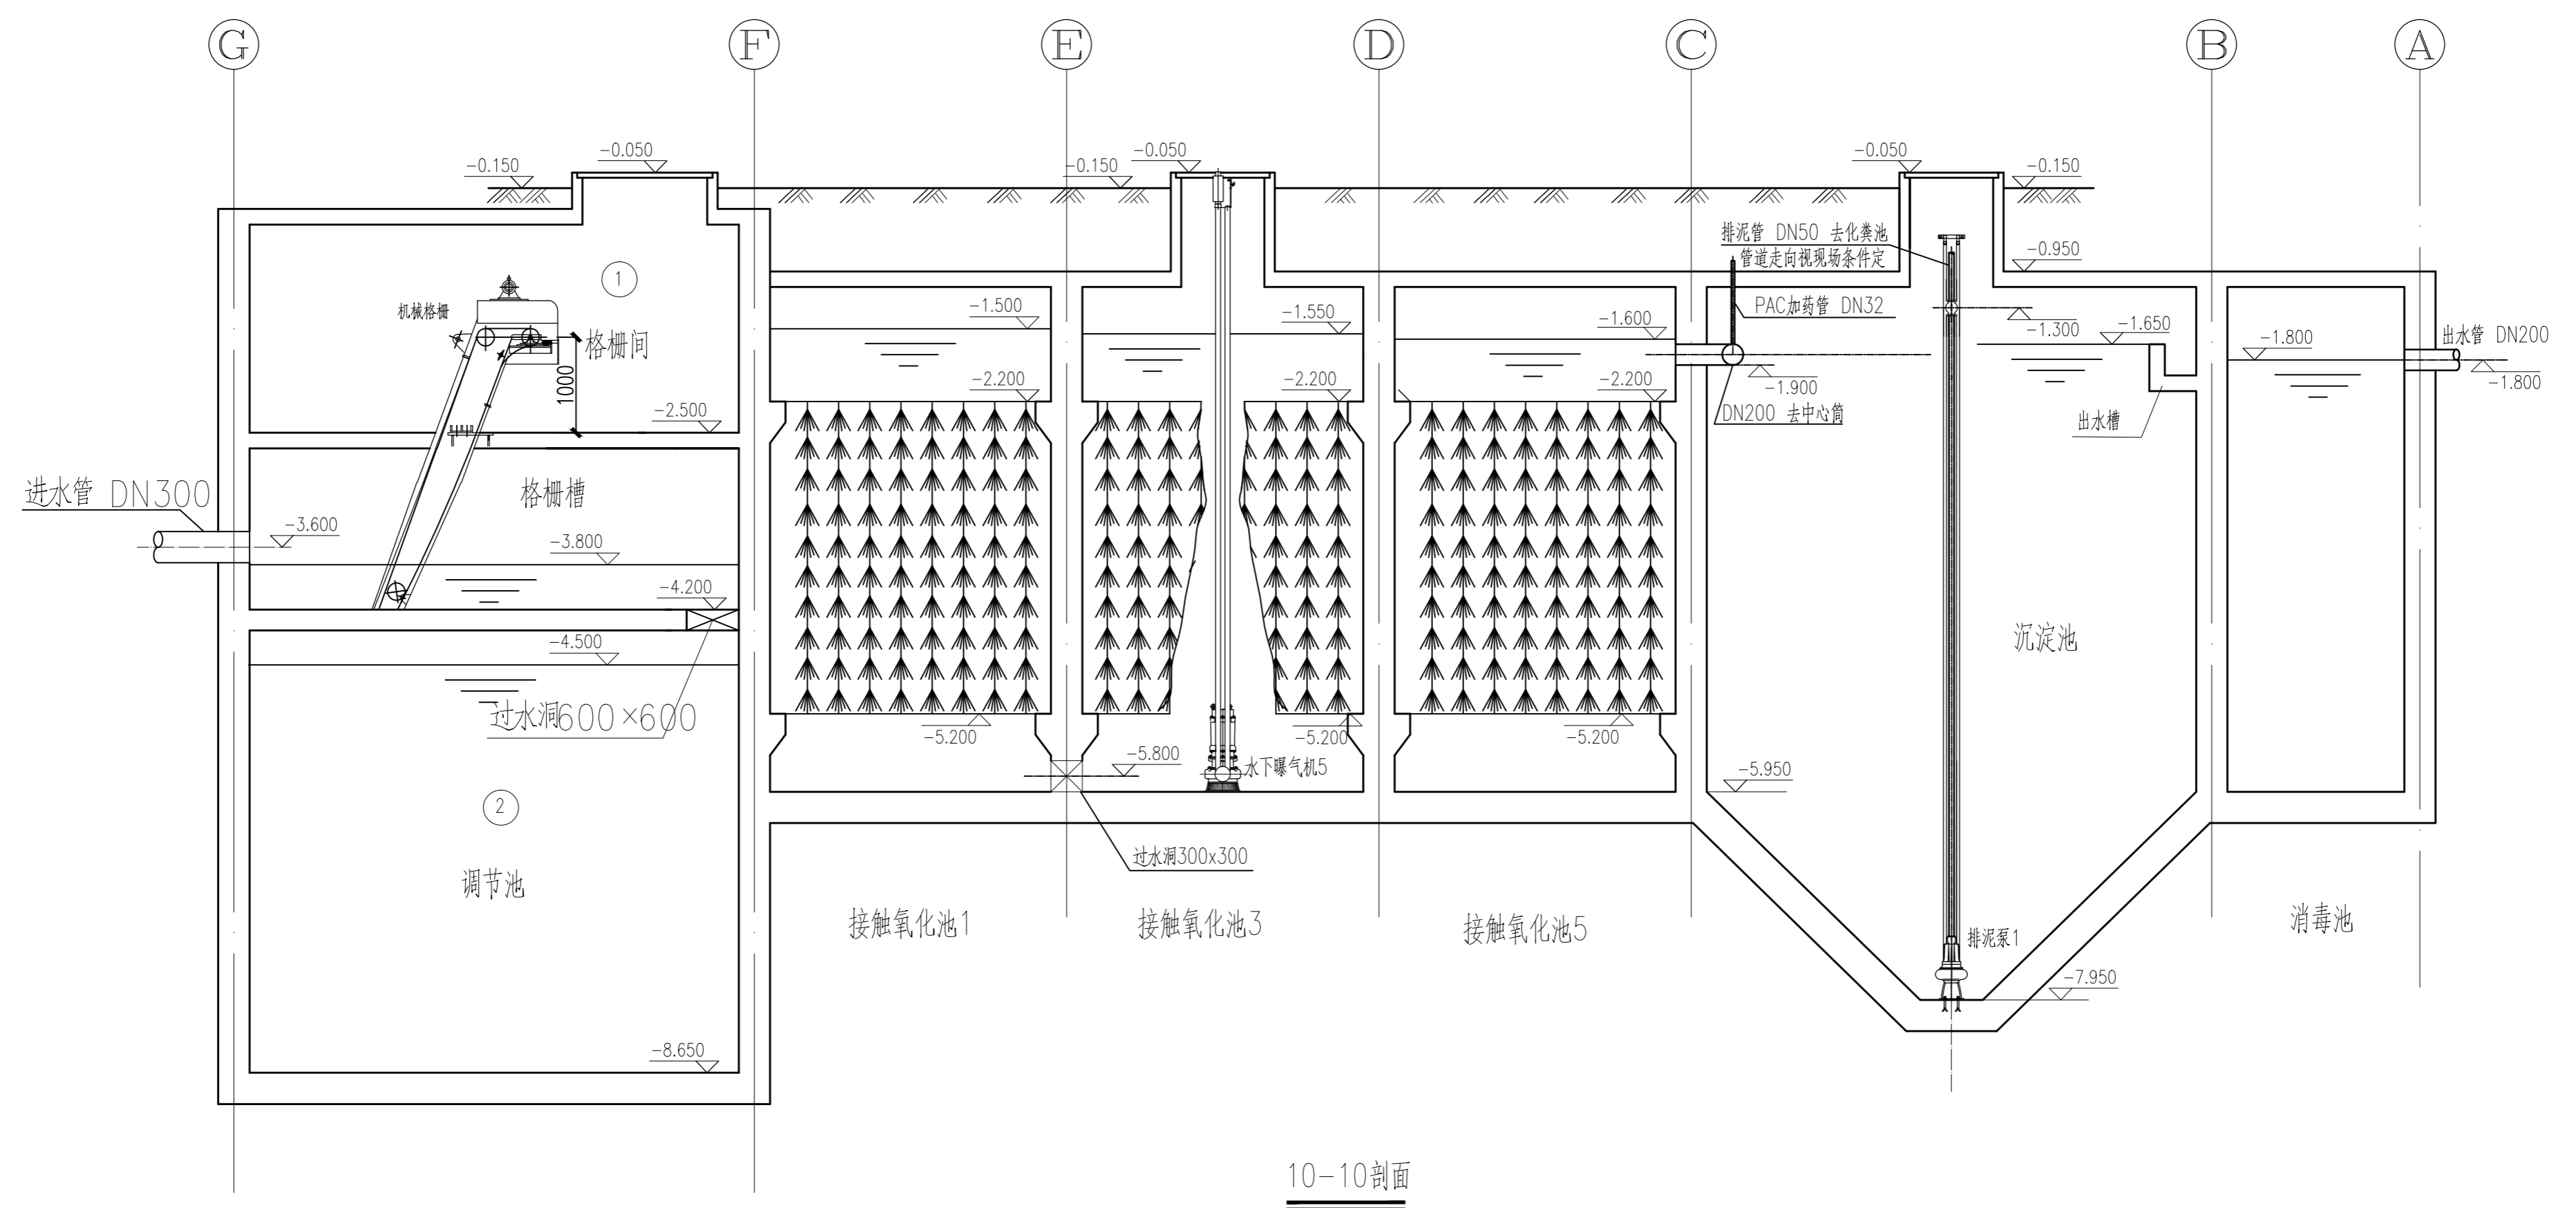 G
F
E
D
C
B
A
-0.150
-0.050
-0.150
-0.050
-0.050
-0.150
-0.950
1
机械格栅
格栅间
1000
-2.500
进水管 DN300
-3.600
格栅槽
-3.800
-4.200
-4.500
过水洞600×600
2
调节池
-8.650
-1.500
-2.200
-5.200
-5.800
过水洞300x300
接触氧化池1
-1.550
-2.200
-5.200
水下曝气机5
接触氧化池3
-1.600
-2.200
-5.200
接触氧化池5
排泥管 DN50 去化粪池
管道走向视现场条件定
PAC加药管 DN32
-1.900
DN200 去中心筒
-1.300
-1.650
出水槽
沉淀池
-5.950
排泥泵1
-7.950
-1.800
出水管 DN200
-1.800
消毒池
10-10剖面